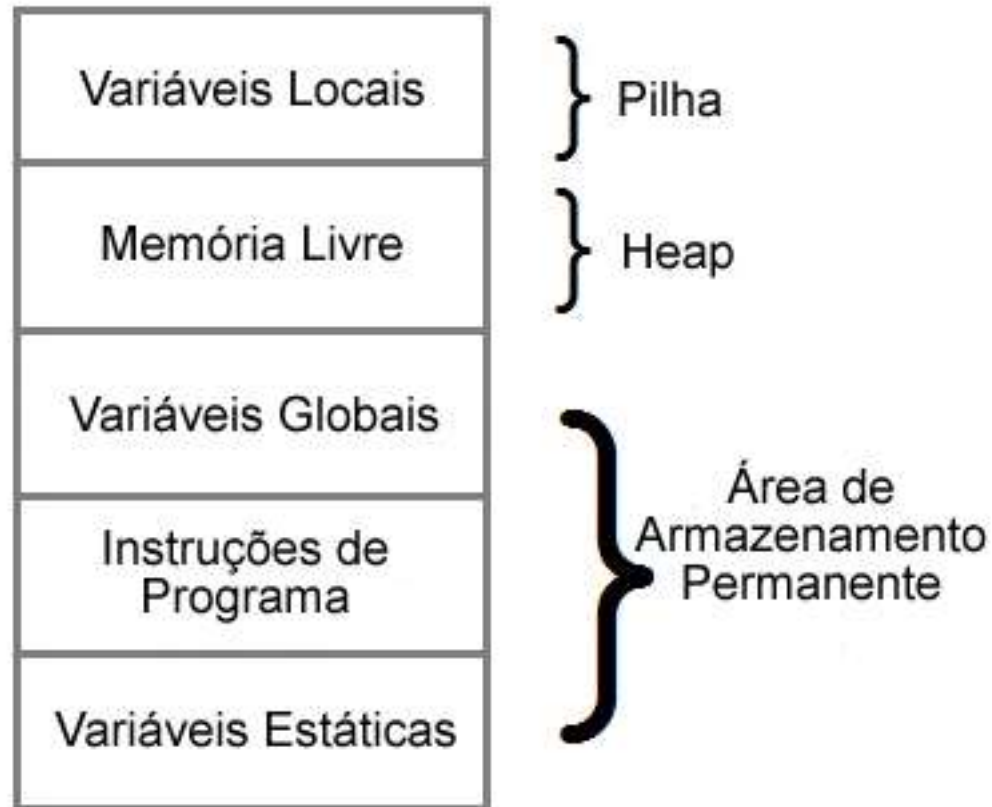 Variáveis Locais
Pilha
Memória Livre
Heap
Variáveis Globais
Instruções de
Programa
Variáveis Estáticas
Área de
Armazenamento
Permanente